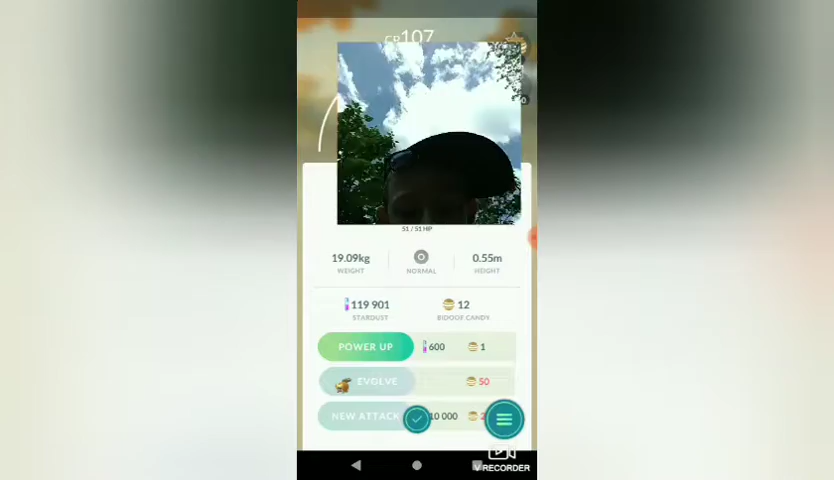 CP107
51 / 51 HP
19.09kg NORMAL 0.55m
WEIGHT HEIGHT
119 901 12
STARDUST BIDOOF CANDY
POWER UP 600 1
EVOLVE 50
NEW ATTACK 10 000
V RECORDER